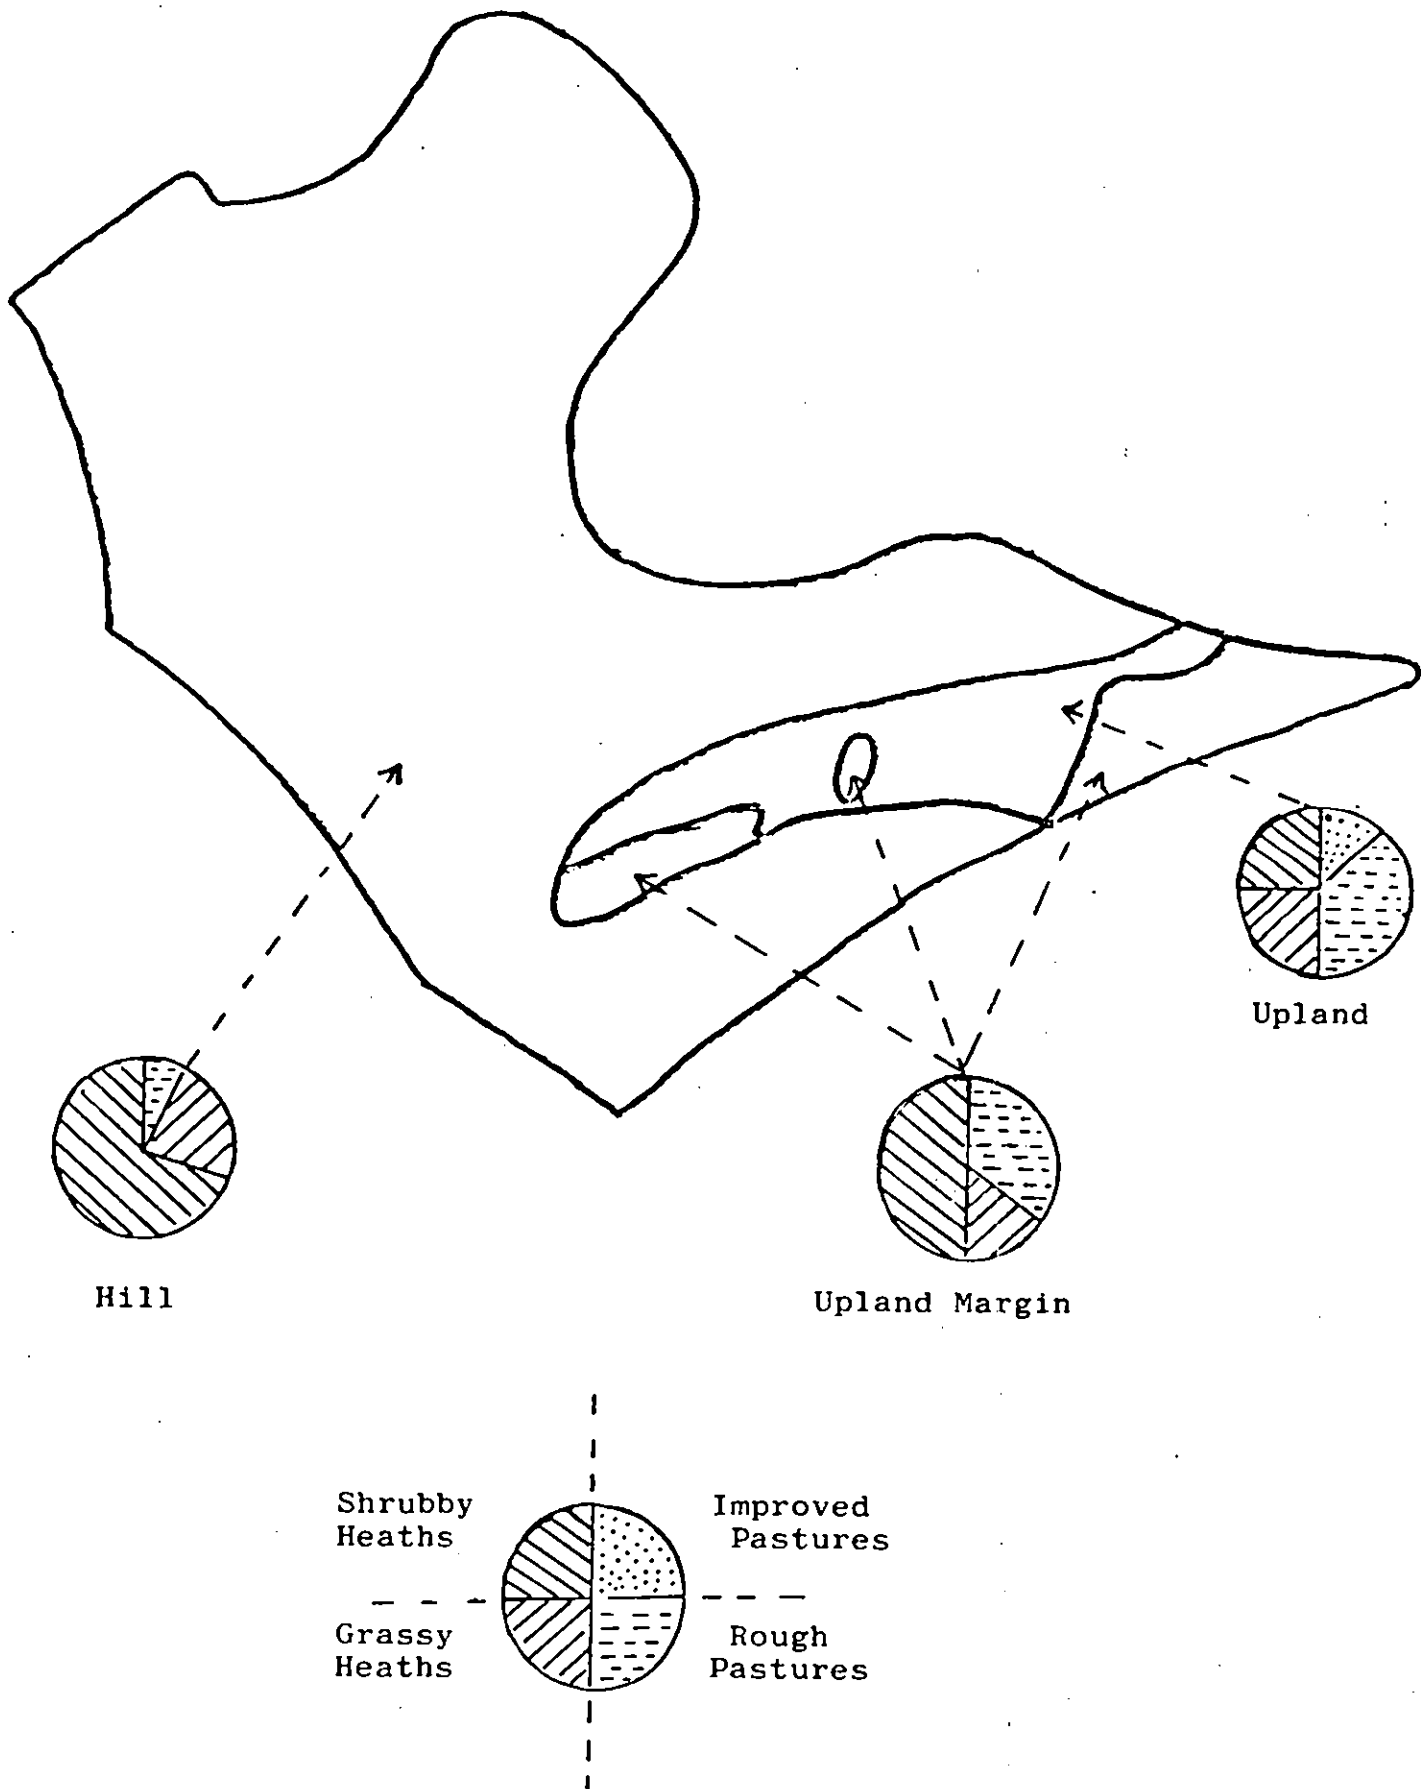 Upland
Hill
Upland Margin
Shrubby
Heaths
Improved
Pastures
Grassy
Heaths
Rough
Pastures